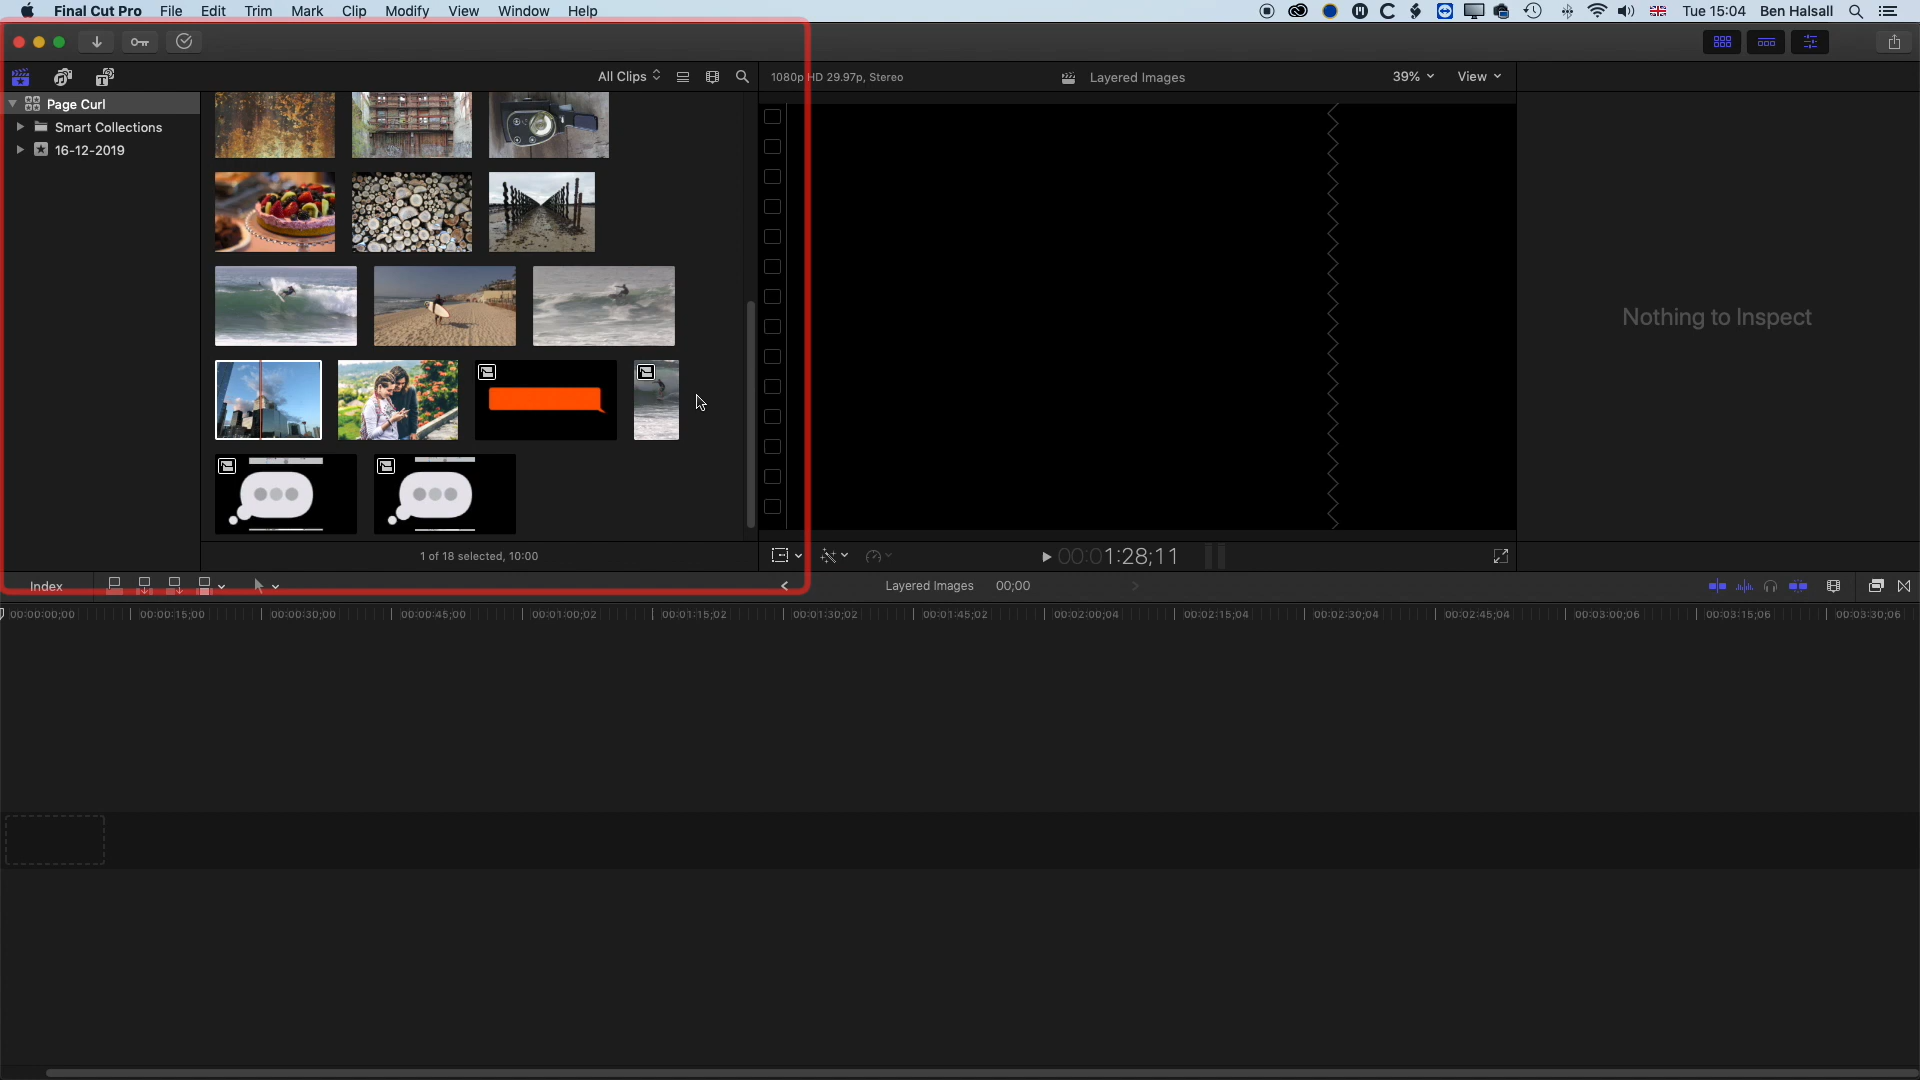 Final Cut Pro File Edit Trim Mark Clip Modify View Window Help Tue 15:04 Ben Halsall
All Clips 1080p HD 29.97p, Stereo Layered Images 39% View
Page Curl
Smart Collections
16-12-2019
Nothing to Inspect
1 of 18 selected, 10:00 00:01:28;11
Index Layered Images 00;00
00:00:00;00 00:00:15;00 00:00:30;00 00:00:45;00 00:01:00;02 00:01:15;02 00:01:30;02 00:01:45;02 00:02:00;04 00:02:15;04 00:02:30;04 00:02:45;04 00:03:00;06 00:03:15;06 00:03:30;06